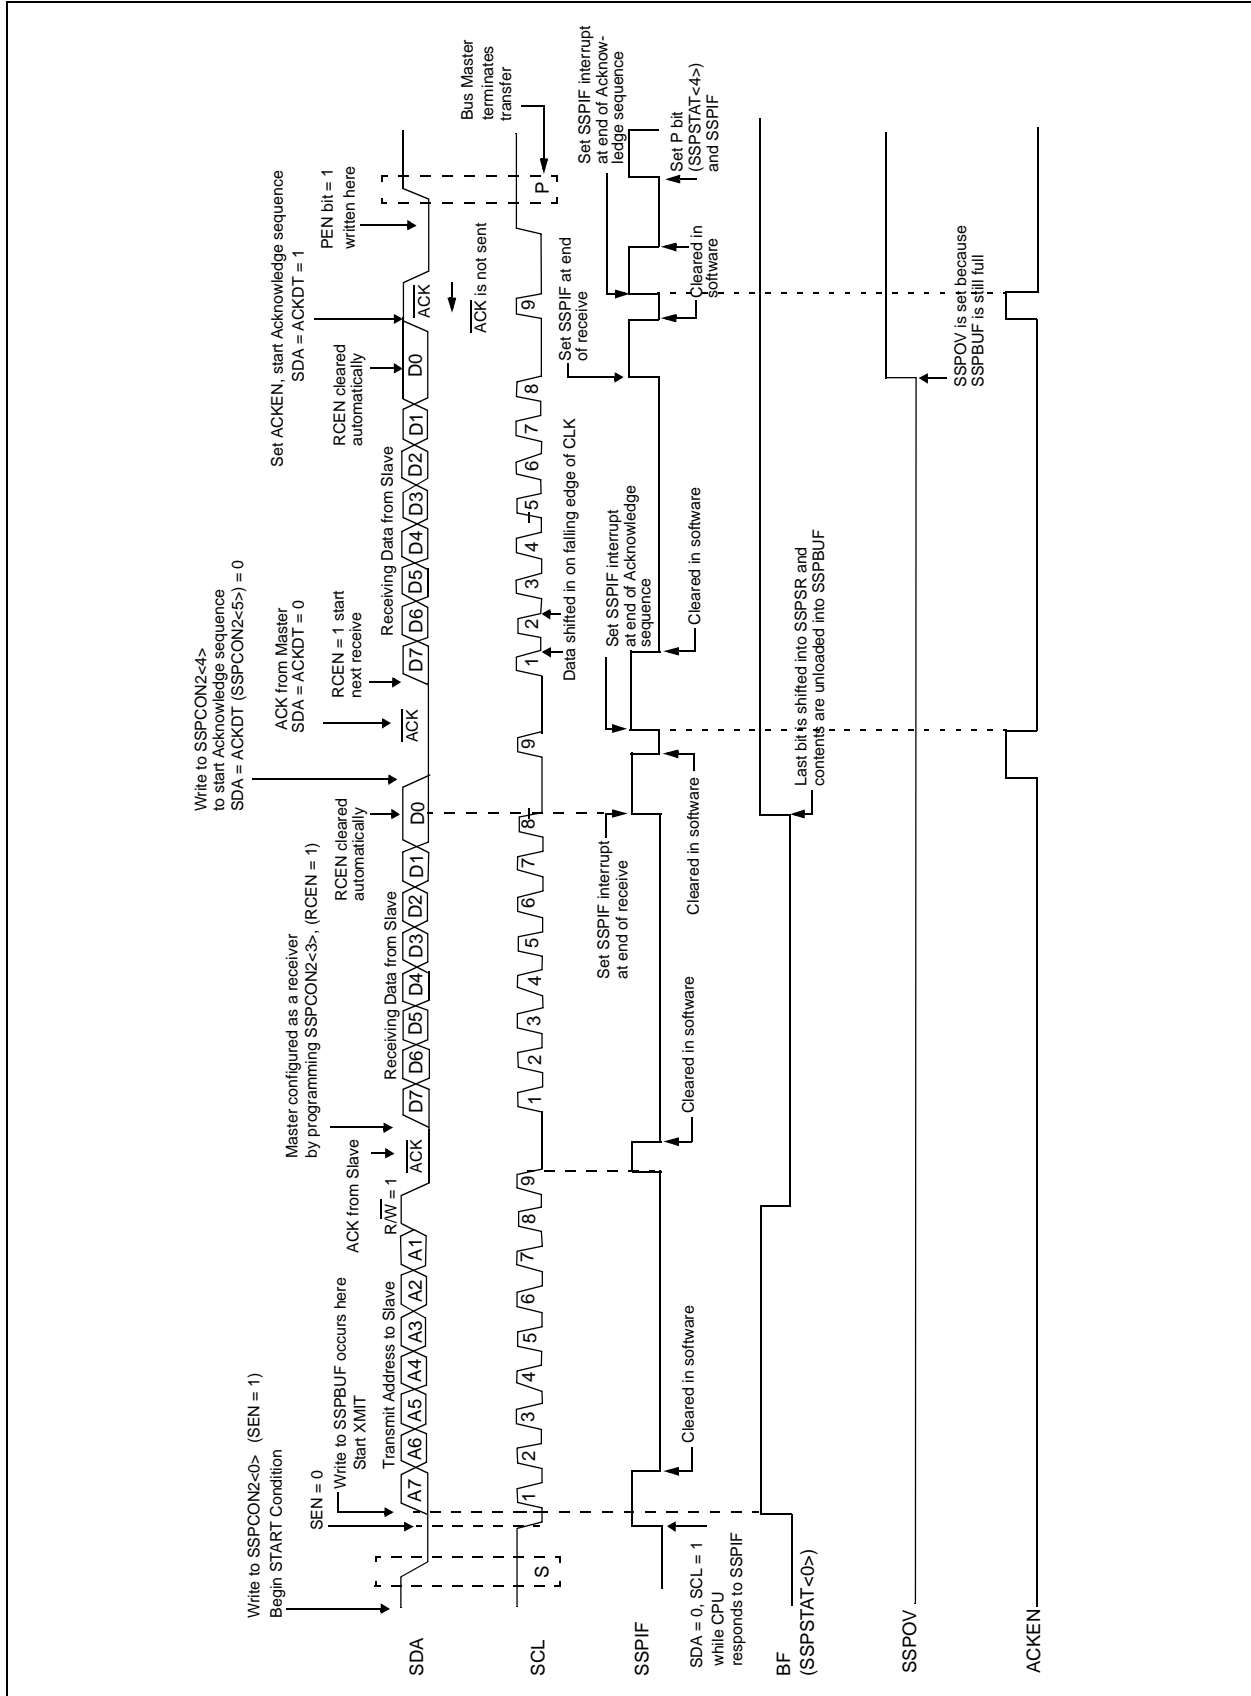 Write to SSPCON2<0>  (SEN = 1)
Begin START Condition
SEN = 0
Write to SSPBUF occurs here
Start XMIT
Master configured as a receiver
by programming SSPCON2<3>, (RCEN = 1)
ACK from Slave
RCEN cleared
automatically
Write to SSPCON2<4>
to start Acknowledge sequence
SDA = ACKDT (SSPCON2<5>) = 0
ACK from Master
SDA = ACKDT = 0
RCEN = 1 start
next receive
Set ACKEN, start Acknowledge sequence
SDA = ACKDT = 1
RCEN cleared
automatically
PEN bit = 1
written here
Transmit Address to Slave
R/W = 1
Receiving Data from Slave
Receiving Data from Slave
SDA
A7 A6 A5 A4 A3 A2 A1
ACK
D7 D6 D5 D4 D3 D2 D1 D0
ACK
D7 D6 D5 D4 D3 D2 D1 D0
ACK
ACK is not sent
Bus Master
terminates
transfer
SCL
S
1 2 3 4 5 6 7 8 9
1 2 3 4 5 6 7 8
9
1 2 3 4 5 6 7 8
9
P
Data shifted in on falling edge of CLK
Set SSPIF interrupt
at end of receive
Set SSPIF interrupt
at end of Acknowledge
sequence
Set SSPIF at end
of receive
Set SSPIF interrupt
at end of Acknow-
ledge sequence
SSPIF
SDA = 0, SCL = 1
while CPU
responds to SSPIF
Cleared in software
Cleared in software
Cleared in software
Cleared in software
Cleared in
software
Set P bit
(SSPSTAT<4>)
and SSPIF
BF
(SSPSTAT<0>)
Last bit is shifted into SSPSR and
contents are unloaded into SSPBUF
SSPOV
SSPOV is set because
SSPBUF is still full
ACKEN